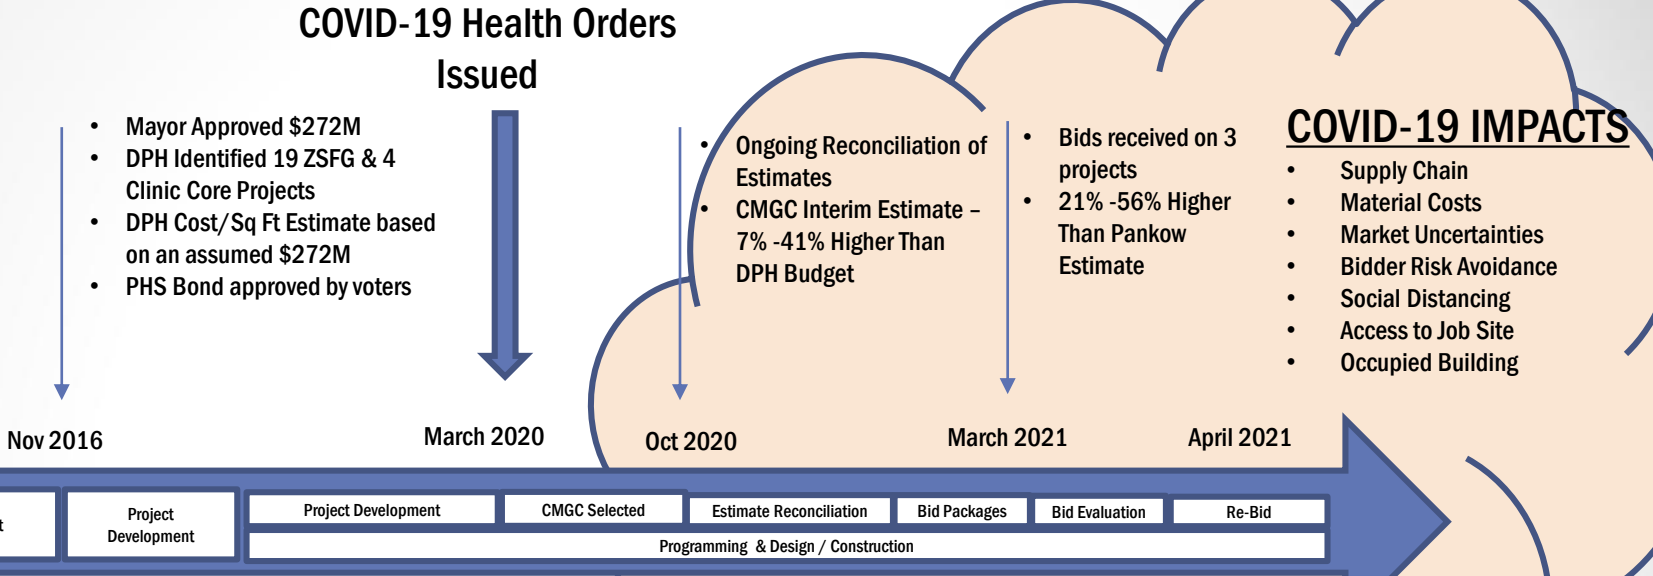 COVID-19 Health Orders
Issued
• Mayor Approved $272M
• DPH Identified 19 ZSFG & 4
Clinic Core Projects
• DPH Cost/Sq Ft Estimate based
on an assumed $272M
• PHS Bond approved by voters
• Ongoing Reconciliation of
Estimates
• CMGC Interim Estimate –
7% -41% Higher Than
DPH Budget
• Bids received on 3
projects
• 21% -56% Higher
Than Pankow
Estimate
COVID-19 IMPACTS
• Supply Chain
• Material Costs
• Market Uncertainties
• Bidder Risk Avoidance
• Social Distancing
• Access to Job Site
• Occupied Building
Nov 2016
March 2020
Oct 2020
March 2021
April 2021
t
Project
Development
Project Development
CMGC Selected
Estimate Reconciliation
Bid Packages
Bid Evaluation
Re-Bid
Programming & Design / Construction